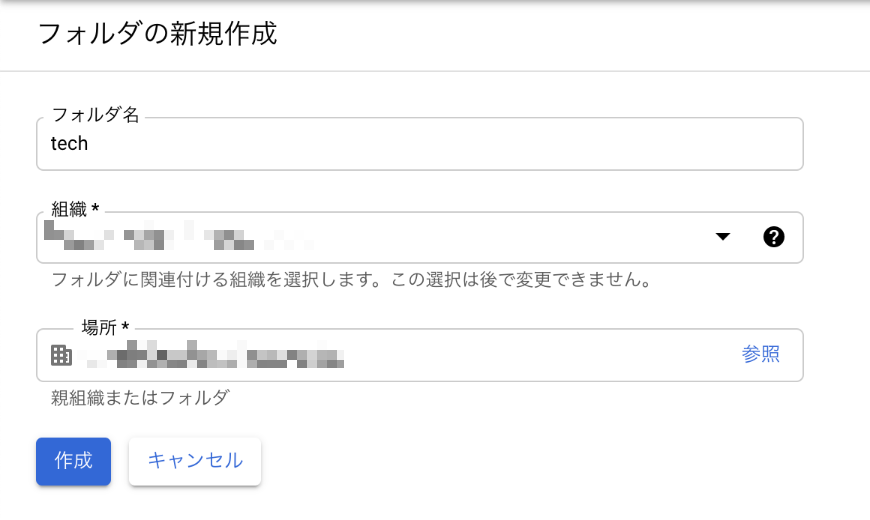 フォルダの新規作成
フォルダ名
tech
組織 *
フォルダに関連付ける組織を選択します。この選択は後で変更できません。
場所 *
参照
親組織またはフォルダ
作成 キャンセル